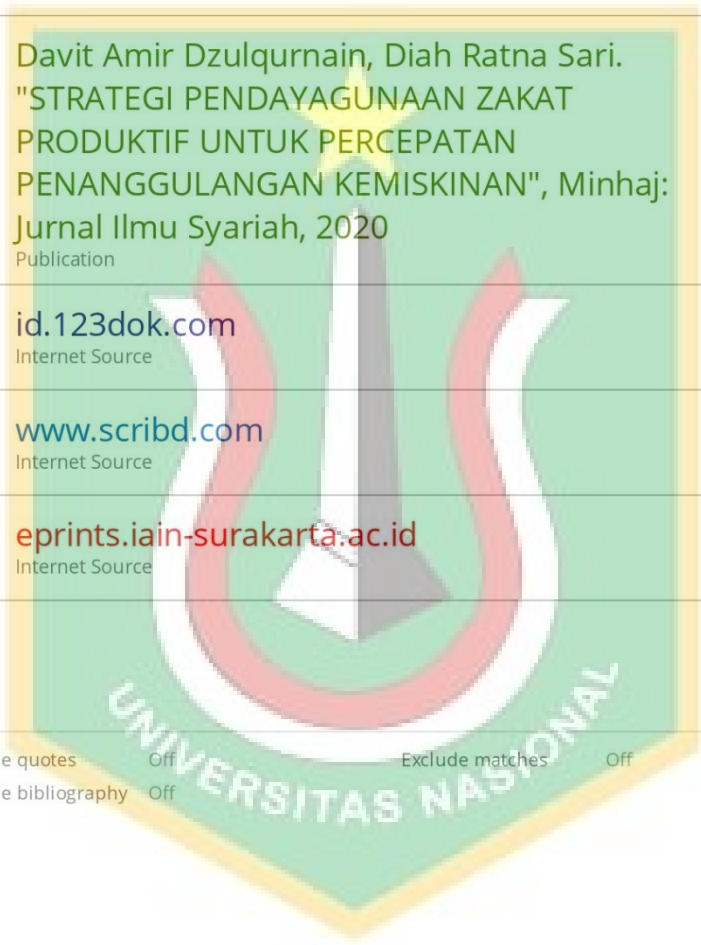 Davit Amir Dzulqurnain, Diah Ratna Sari.
"STRATEGI PENDAYAGUNAAN ZAKAT
PRODUKTIF UNTUK PERCEPATAN
PENANGGULANGAN KEMISKINAN", Minhaj:
Jurnal Ilmu Syariah, 2020
Publication
id.123dok.com
Internet Source
www.scribd.com
Internet Source
eprints.iain-surakarta.ac.id
Internet Source
e quotes Off Exclude matches Off
e bibliography Off
UNIVERSITAS NASIONAL